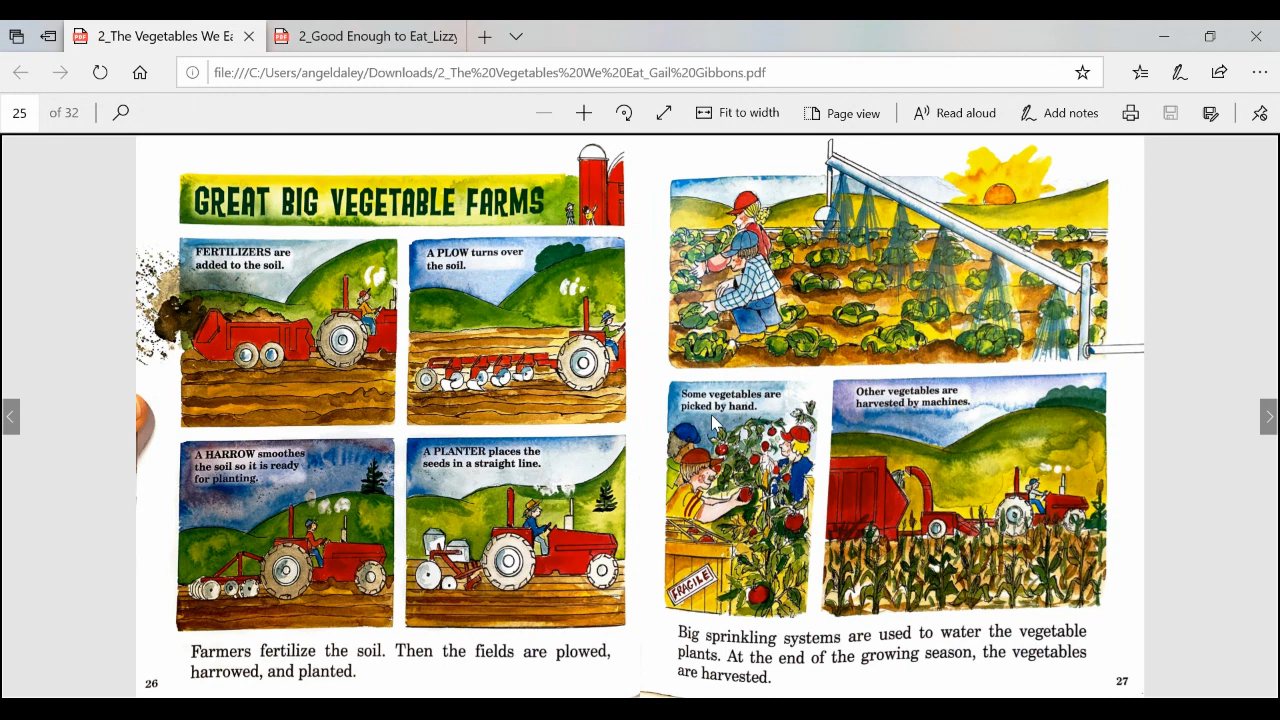 2_The Vegetables We Ea
2_Good Enough to Eat_Lizzy
file:///C:/Users/angeldaley/Downloads/2_The%20Vegetables%20We%20Eat_Gail%20Gibbons.pdf
25 of 32
Fit to width
Page view
Read aloud
Add notes
GREAT BIG VEGETABLE FARMS
FERTILIZERS are
added to the soil.
A PLOW turns over
the soil.
A HARROW smoothes
the soil so it is ready
for planting.
A PLANTER places the
seeds in a straight line.
Farmers fertilize the soil. Then the fields are plowed,
harrowed, and planted.
26
Some vegetables are
picked by hand.
FRAGILE
Other vegetables are
harvested by machines.
Big sprinkling systems are used to water the vegetable
plants. At the end of the growing season, the vegetables
are harvested.
27